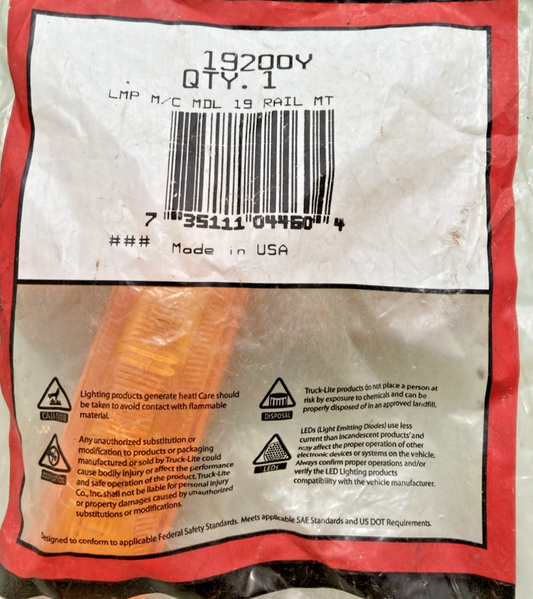 19200Y
QTY. 1
LMP M/C MDL 19 RAIL MT
7 35111 04460 4
### Made in USA
CAUTION
Lighting products generate heat! Care should
be taken to avoid contact with flammable
material.
Any unauthorized substitution or
modification to products or packaging
manufactured or sold by Truck-Lite could
cause bodily injury or affect the performance
and safe operation of the product. Truck-Lite
Co., Inc. shall not be liable for personal injury
or property damages caused by unauthorized
substitutions or modifications.
DISPOSAL
Truck-Lite products do not place a person at
risk by exposure to chemicals and can be
properly disposed of in an approved landfill.
LEDs
LEDs (Light Emitting Diodes) use less
current than incandescent products and
may affect the proper operation of other
electronic devices or systems on the vehicle.
Always confirm proper operations and/or
verify the LED Lighting products
compatibility with the vehicle manufacturer.
Designed to conform to applicable Federal Safety Standards. Meets applicable SAE Standards and US DOT Requirements.